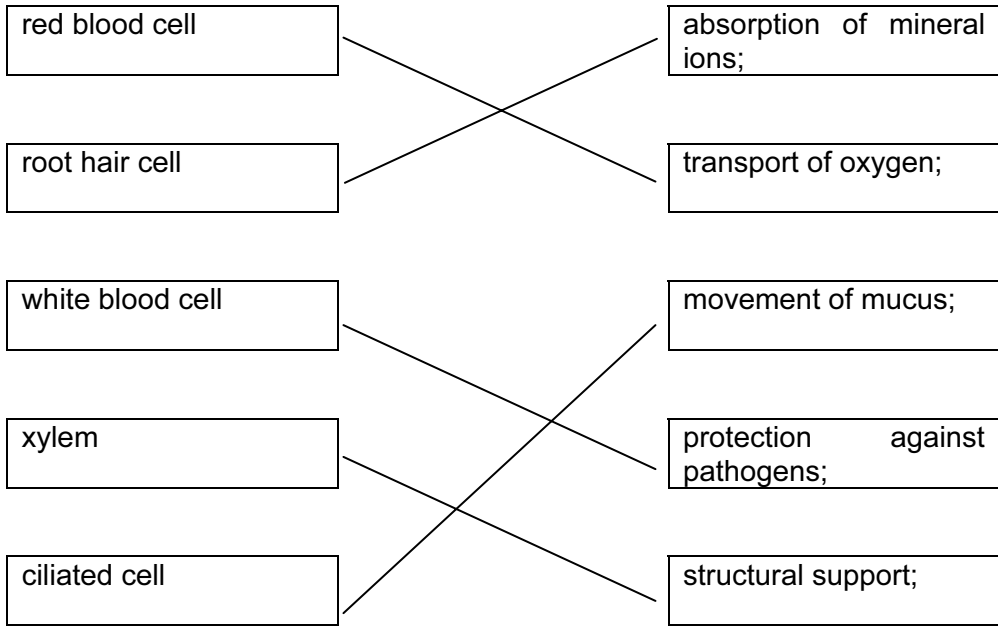 red blood cell
absorption of mineral
ions;
root hair cell
transport of oxygen;
white blood cell
movement of mucus;
xylem
protection against
pathogens;
ciliated cell
structural support;